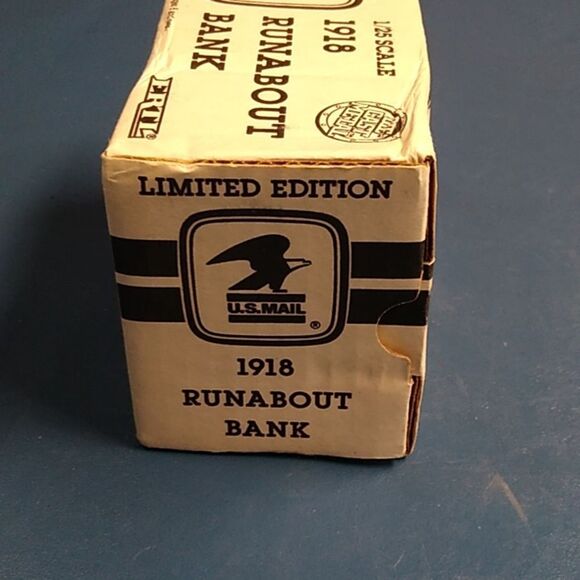 1/25 SCALE
1918
RUNABOUT
BANK
ERTL®
LIMITED EDITION
U.S.MAIL
®
1918
RUNABOUT
BANK